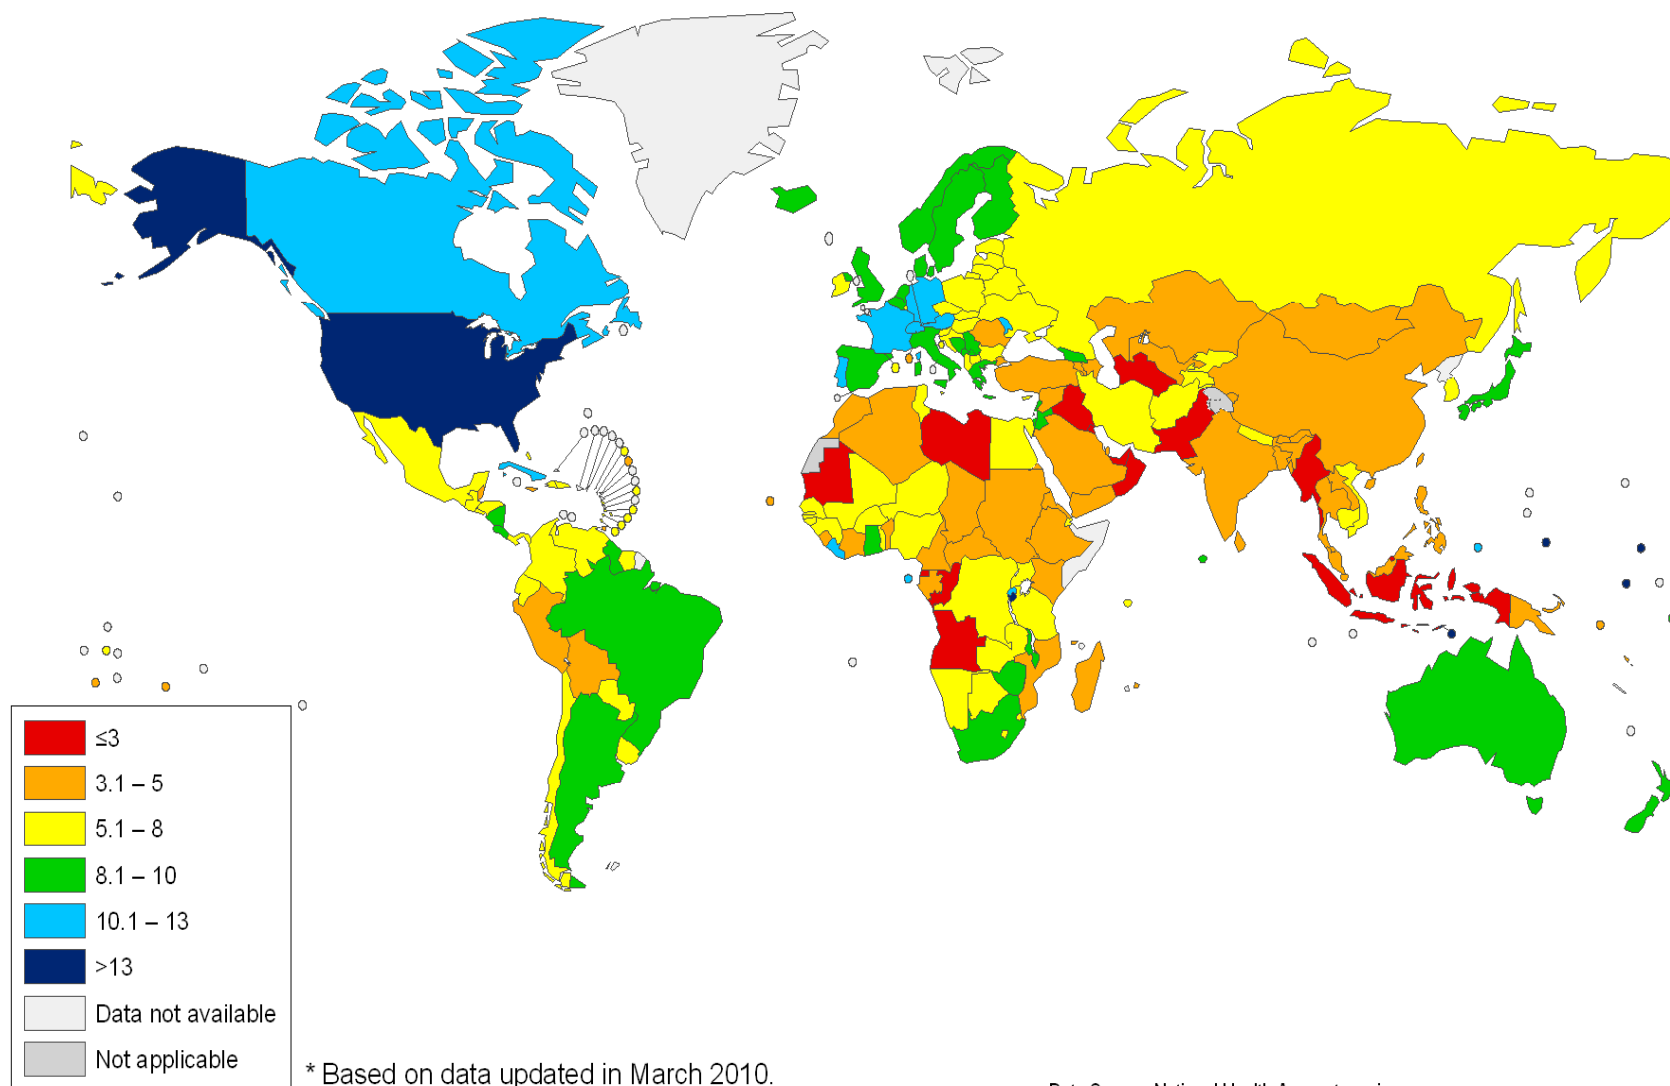 ≤3
3.1 – 5
5.1 – 8
8.1 – 10
10.1 – 13
>13
Data not available
Not applicable
* Based on data updated in March 2010.